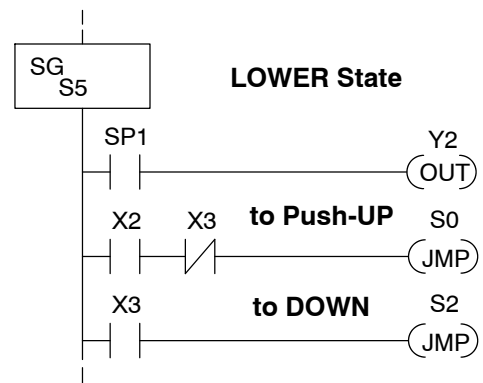 SG
S5
LOWER State
SP1
Y2
OUT
X2
X3
to Push-UP
S0
JMP
X3
to DOWN
S2
JMP